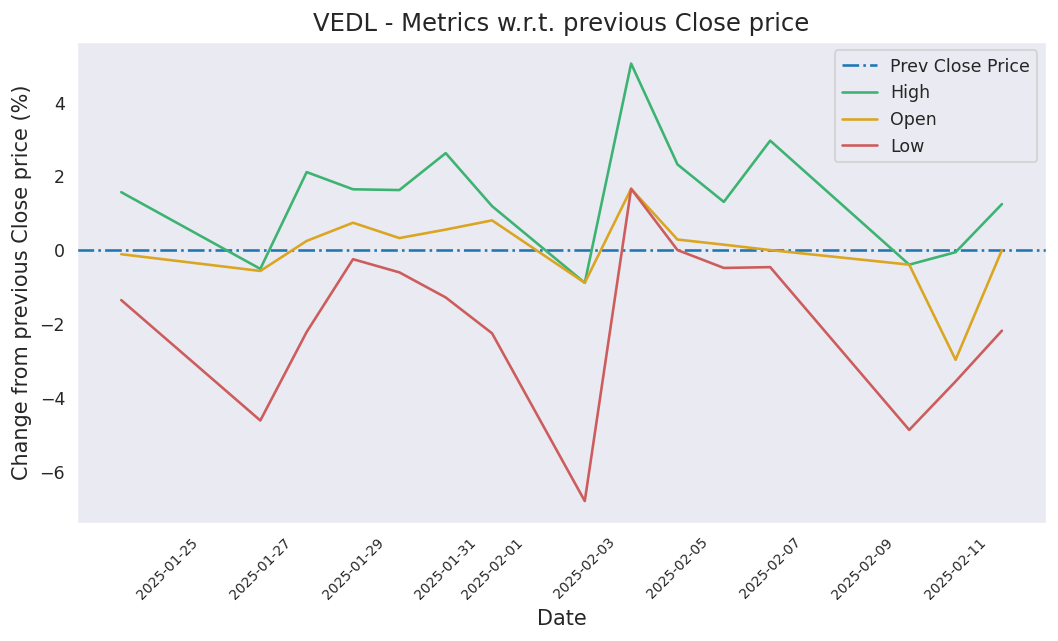 VEDL - Metrics w.r.t. previous Close price
Change from previous Close price (%)
4
2
0
−2
−4
−6
Prev Close Price
High
Open
Low
2025-01-25
2025-01-27
2025-01-29
2025-01-31
2025-02-01
2025-02-03
2025-02-05
2025-02-07
2025-02-09
2025-02-11
Date